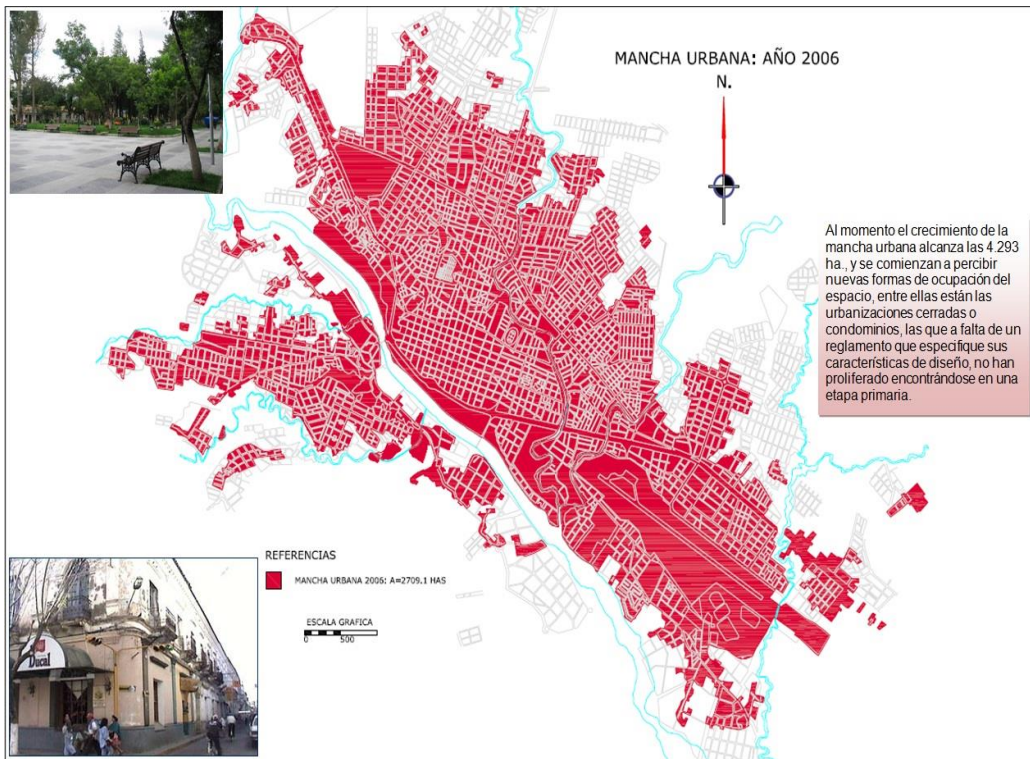 MANCHA URBANA: AÑO 2006
N.
Al momento el crecimiento de la
mancha urbana alcanza las 4.293
ha., y se comienzan a percibir
nuevas formas de ocupación del
espacio, entre ellas están las
urbanizaciones cerradas o
condominios, las que a falta de un
reglamento que especifique sus
características de diseño, no han
proliferado encontrándose en una
etapa primaria.
REFERENCIAS
MANCHA URBANA 2006: A=2709.1 HAS
ESCALA GRAFICA
0 500
Ducal